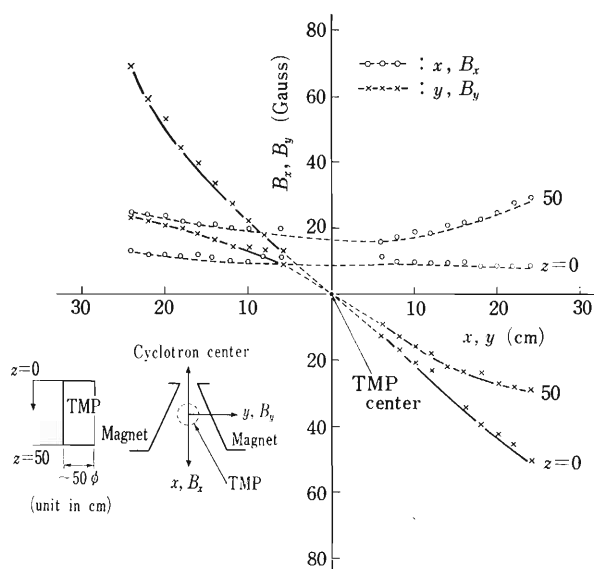 80
60
40
20
B_x, B_y (Gauss)
: x, B_x
: y, B_y
50
z=0
30
20
10
0
10
20
30
x, y (cm)
TMP
center
20
40
60
80
50
z=0
z=0
TMP
z=50
~50 φ
(unit in cm)
Cyclotron center
y, B_y
Magnet
Magnet
x, B_x
TMP